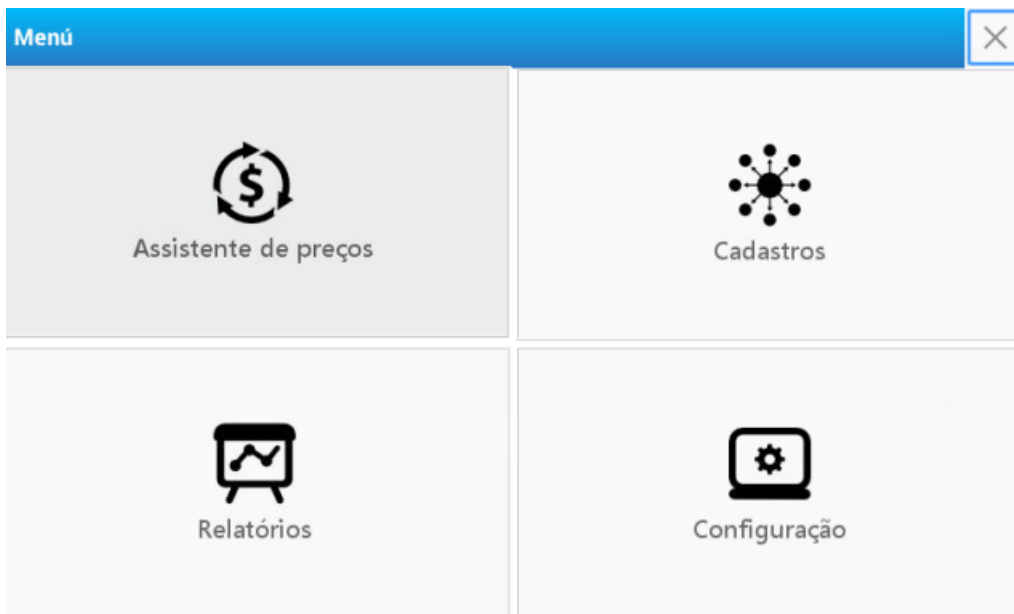 Menú
Assistente de preços
Cadastros
Relatórios
Configuração